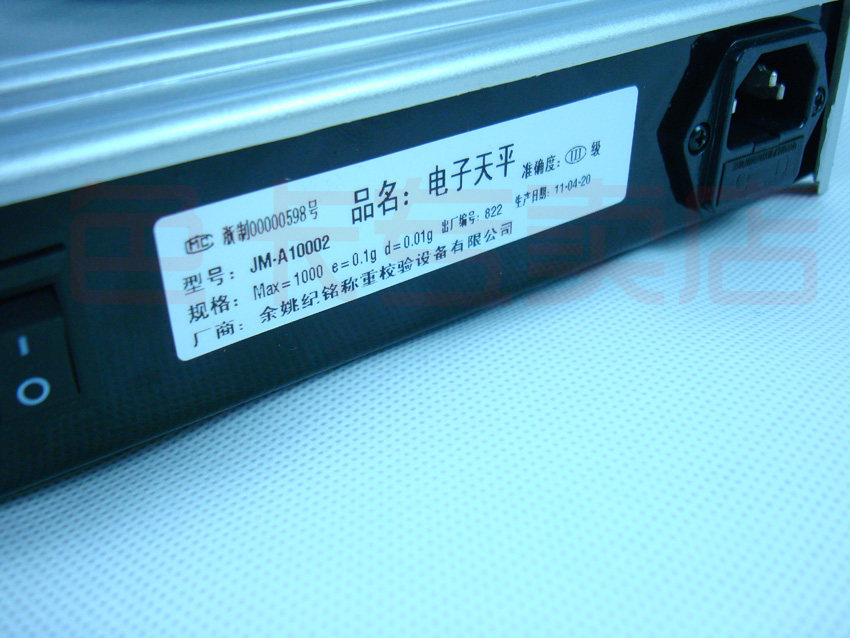 MC 浙制00000598号 品名：电子天平 准确度：III 级
型号：JM-A10002
规格：Max=1000 e=0.1g d=0.01g 出厂编号：822 生产日期：11-04-20
厂商：余姚纪铭称重校验设备有限公司
I
O